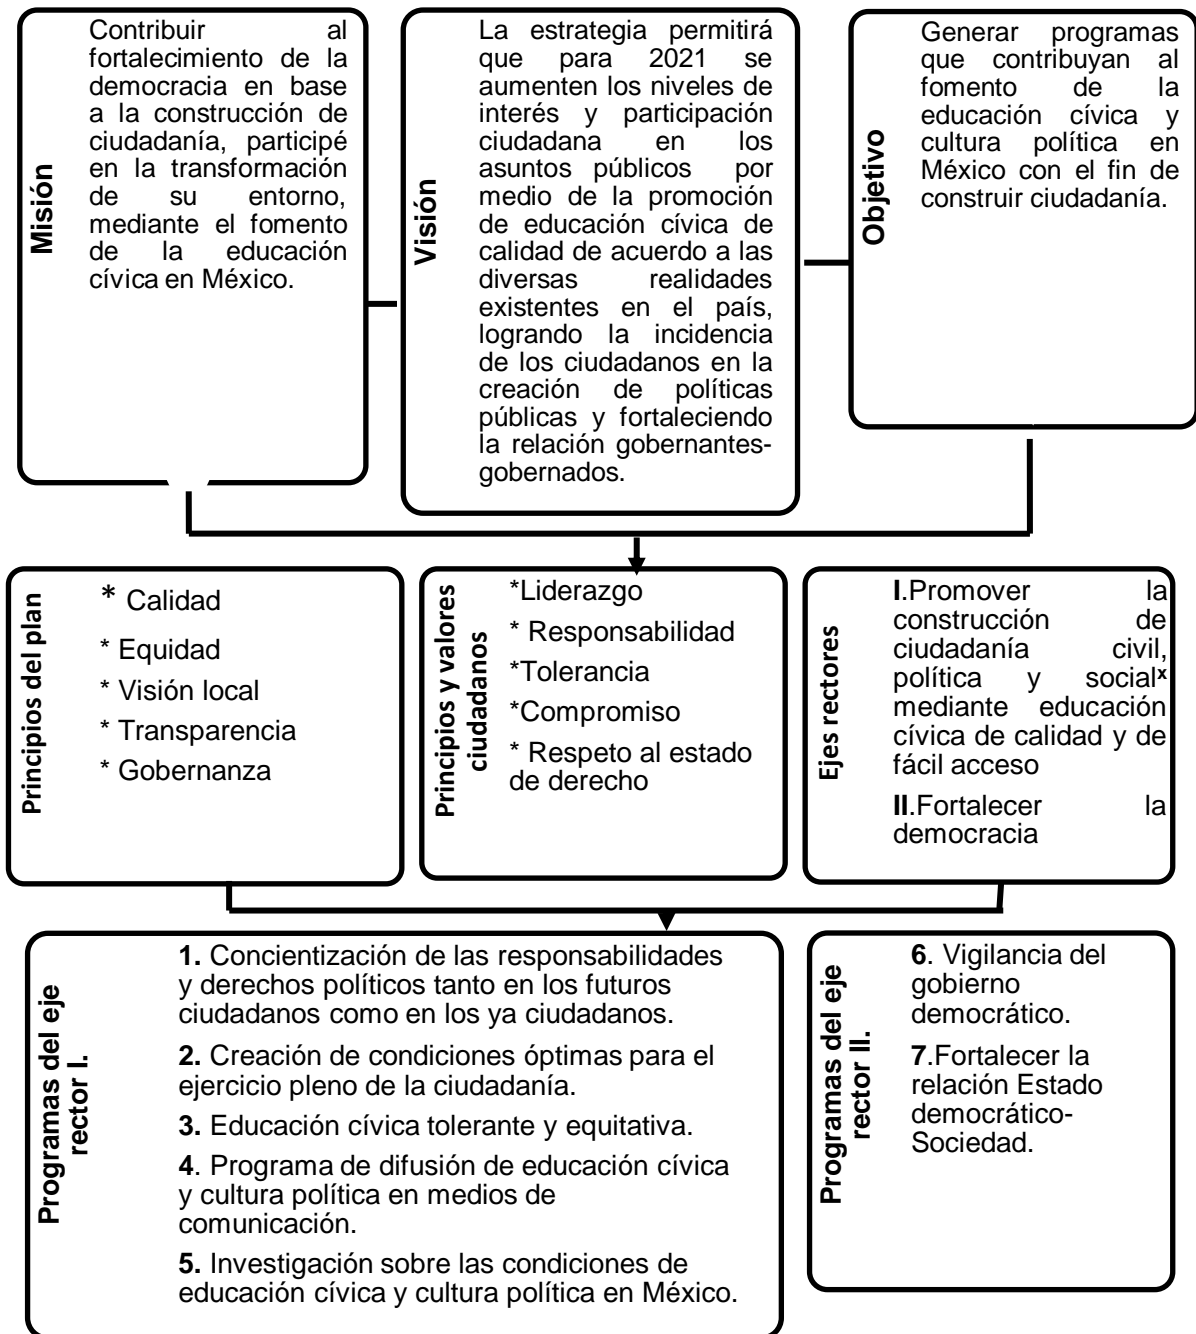 Misión
Contribuir al
fortalecimiento de la
democracia en base
a la construcción de
ciudadanía, participé
en la transformación
de su entorno,
mediante el fomento
de la educación
cívica en México.
Visión
La estrategia permitirá
que para 2021 se
aumenten los niveles de
interés y participación
ciudadana en los
asuntos públicos por
medio de la promoción
de educación cívica de
calidad de acuerdo a las
diversas realidades
existentes en el país,
logrando la incidencia
de los ciudadanos en la
creación de políticas
públicas y fortaleciendo
la relación gobernantes-
gobernados.
Objetivo
Generar programas
que contribuyan al
fomento de la
educación cívica y
cultura política en
México con el fin de
construir ciudadanía.
Principios del plan
* Calidad
* Equidad
* Visión local
* Transparencia
* Gobernanza
Principios y valores
ciudadanos
*Liderazgo
* Responsabilidad
*Tolerancia
*Compromiso
* Respeto al estado
de derecho
Ejes rectores
I.Promover la
construcción de
ciudadanía civil,
política y socialˣ
mediante educación
cívica de calidad y de
fácil acceso
II.Fortalecer la
democracia
Programas del eje
rector I.
1. Concientización de las responsabilidades
y derechos políticos tanto en los futuros
ciudadanos como en los ya ciudadanos.
2. Creación de condiciones óptimas para el
ejercicio pleno de la ciudadanía.
3. Educación cívica tolerante y equitativa.
4. Programa de difusión de educación cívica
y cultura política en medios de
comunicación.
5. Investigación sobre las condiciones de
educación cívica y cultura política en México.
Programas del eje
rector II.
6. Vigilancia del
gobierno
democrático.
7.Fortalecer la
relación Estado
democrático-
Sociedad.